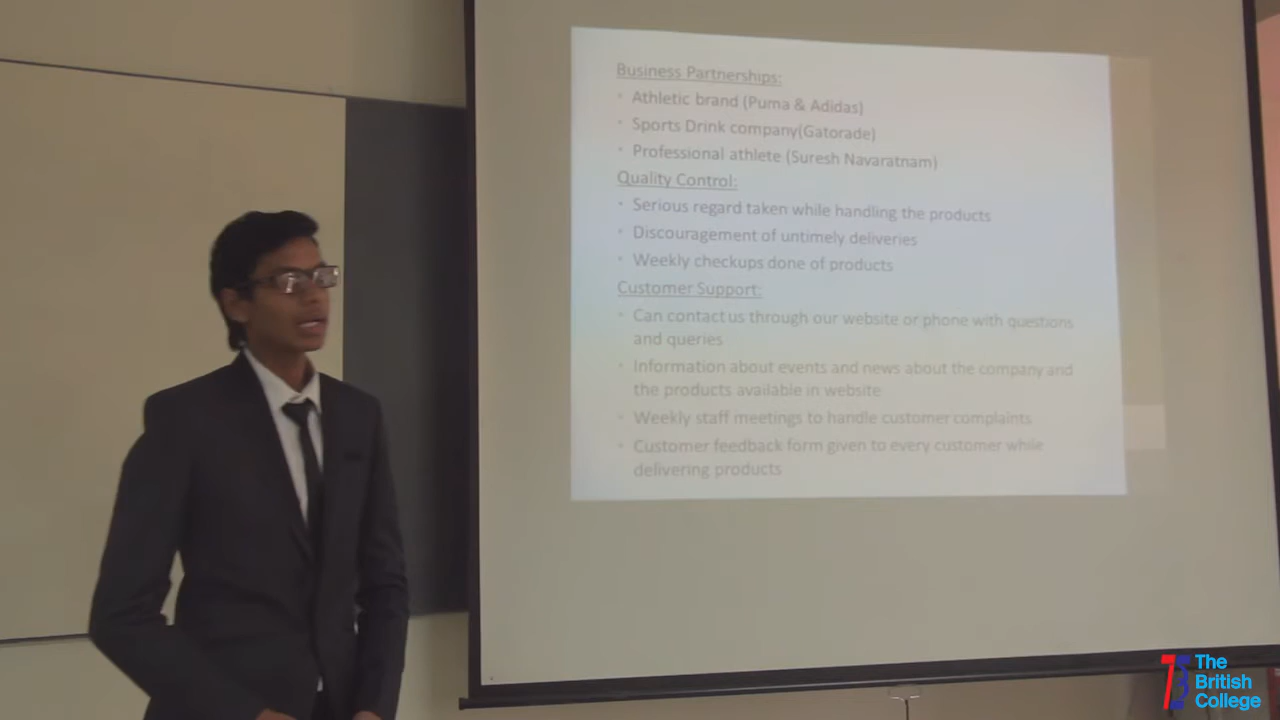 Business Partnerships:
• Athletic brand (Puma & Adidas)
• Sports Drink company(Gatorade)
• Professional athlete (Suresh Navaratnam)
Quality Control:
• Serious regard taken while handling the products
• Discouragement of untimely deliveries
• Weekly checkups done of products
Customer Support:
• Can contact us through our website or phone with questions
and queries
• Information about events and news about the company and
the products available in website
• Weekly staff meetings to handle customer complaints
• Customer feedback form given to every customer while
delivering products
The
British
College